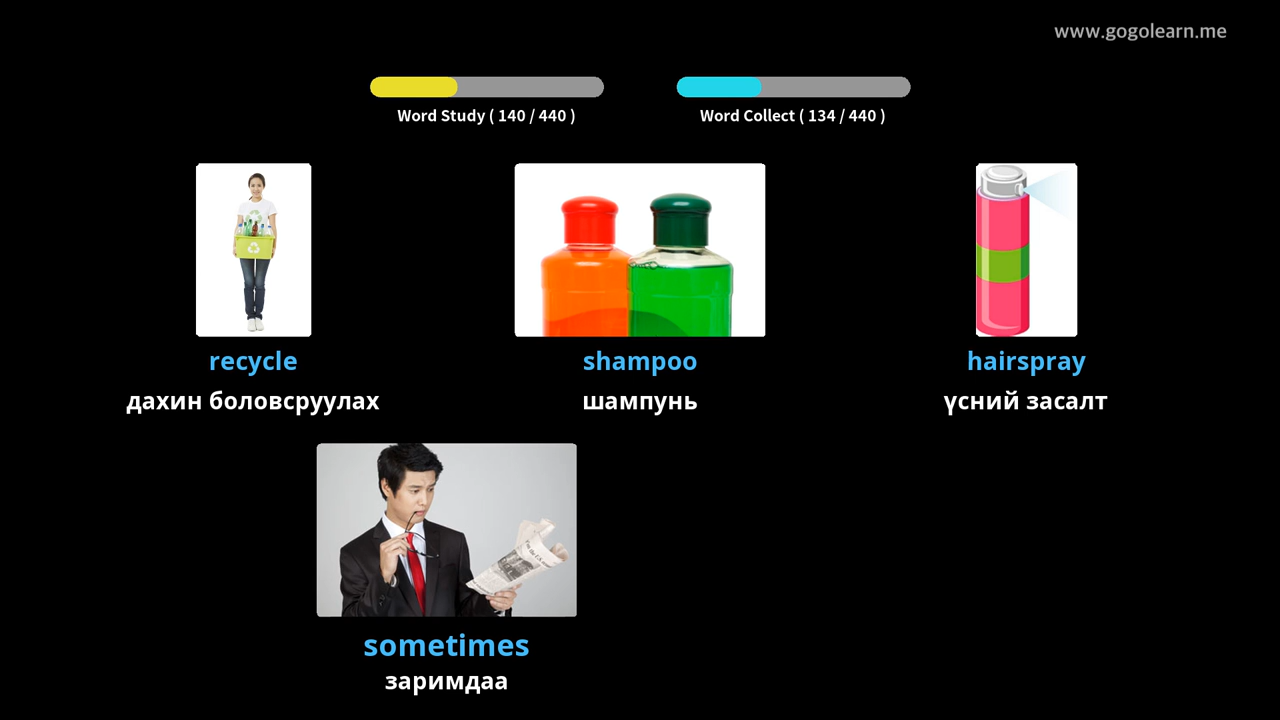 www.gogolearn.me
Word Study ( 140 / 440 )
Word Collect ( 134 / 440 )
recycle
shampoo
hairspray
дахин боловсруулах
шампунь
үсний засалт
sometimes
заримдаа